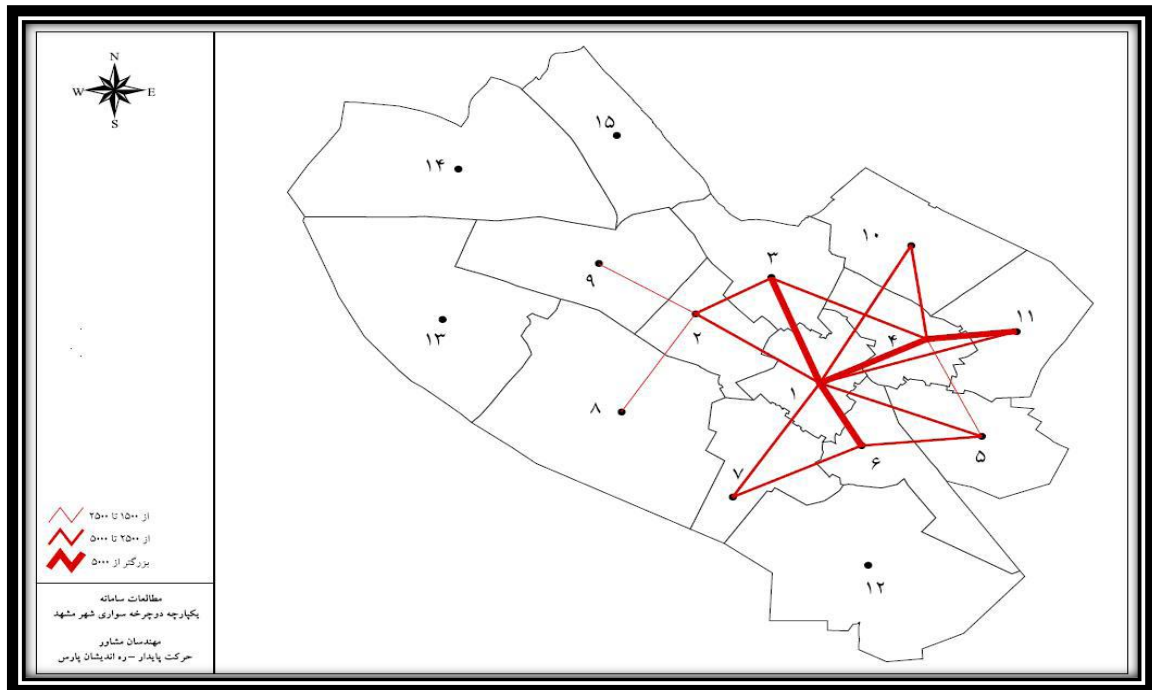 N
W E
S
۱۵
۱۴
۱۰
۳
۹
۱۱
۱۳
۲
۴
۱
۸
۵
۶
۷
۱۲
از ۱۵۰۰ تا ۲۵۰۰
از ۲۵۰۰ تا ۵۰۰۰
بزرگتر از ۵۰۰۰
مطالعات سامانه
یکپارچه دوچرخه سواری شهر مشهد
مهندسان مشاور
حرکت پایدار - ره اندیشان پارس